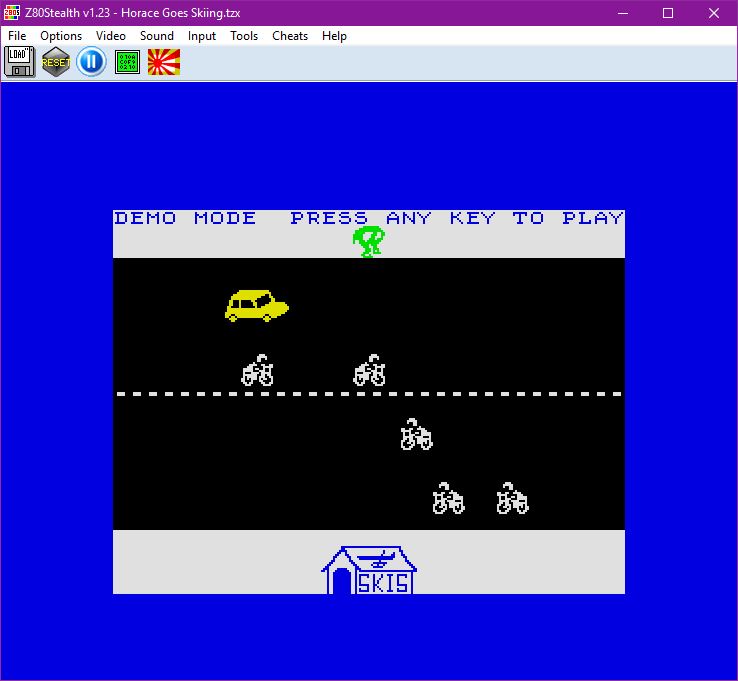 Z80Stealth v1.23 - Horace Goes Skiing.tzx
File Options Video Sound Input Tools Cheats Help
LOAD RESET
DEMO MODE PRESS ANY KEY TO PLAY
SKIS